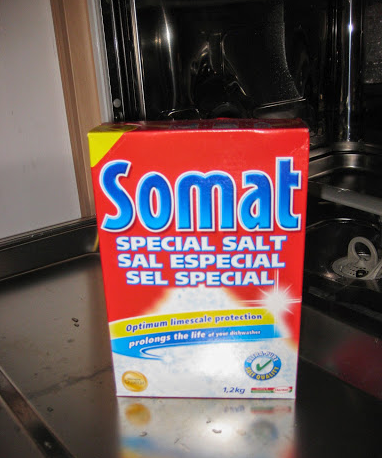 Somat
SPECIAL SALT
SAL ESPECIAL
SEL SPECIAL
Optimum limescale protection
prolongs the life of your dishwasher
1,2kg